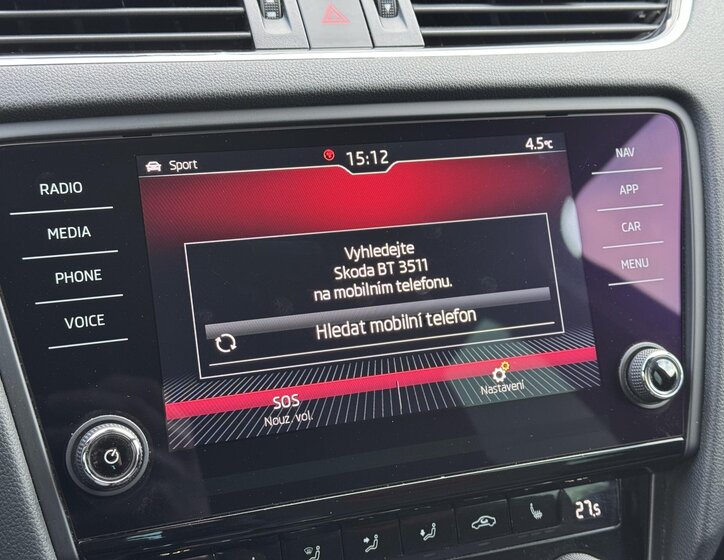 Sport
15:12
4.5°C
RADIO
MEDIA
PHONE
VOICE
NAV
APP
CAR
MENU
Vyhledejte
Skoda BT 3511
na mobilním telefonu.
Hledat mobilní telefon
SOS
Nouz. vol.
Nastavení
27.5